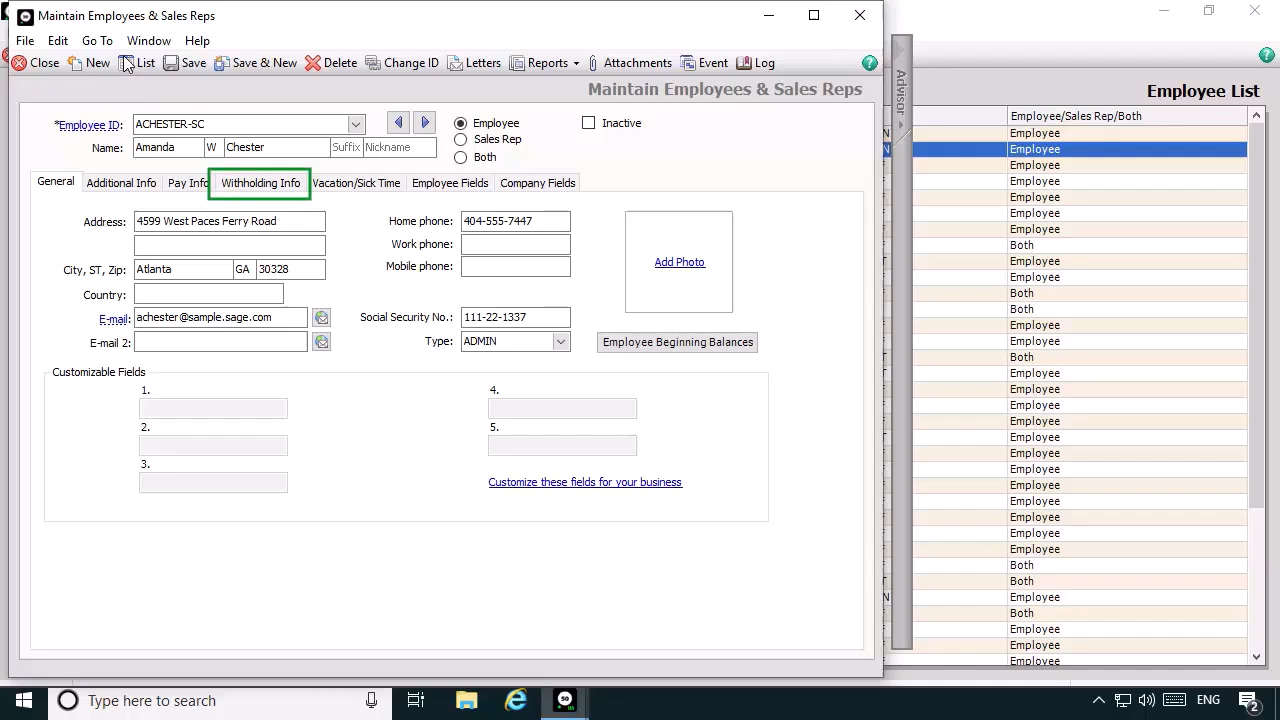 Maintain Employees & Sales Reps
File Edit Go To Window Help
Close New List Save Save & New Delete Change ID Letters Reports Attachments Event Log
Maintain Employees & Sales Reps
*Employee ID: ACHESTER-SC
Employee
Inactive
Name: Amanda W Chester Suffix Nickname
Sales Rep
Both
General Additional Info Pay Info Withholding Info Vacation/Sick Time Employee Fields Company Fields
Address: 4599 West Paces Ferry Road
Home phone: 404-555-7447
Work phone:
City, ST, Zip: Atlanta GA 30328
Mobile phone:
Add Photo
Country:
E-mail: achester@sample.sage.com
Social Security No.: 111-22-1337
E-mail 2:
Type: ADMIN
Employee Beginning Balances
Customizable Fields
1.
4.
2.
5.
3.
Customize these fields for your business
Advisor
Employee List
Employee/Sales Rep/Both
N Employee
N Employee
Employee
Employee
Employee
Employee
Employee
Both
Employee
Employee
Both
Both
Employee
Employee
Both
Employee
Employee
Employee
Employee
Employee
Employee
Employee
Employee
Employee
Employee
Employee
Employee
Both
Both
Employee
Both
Employee
Employee
Employee
Type here to search
ENG
2